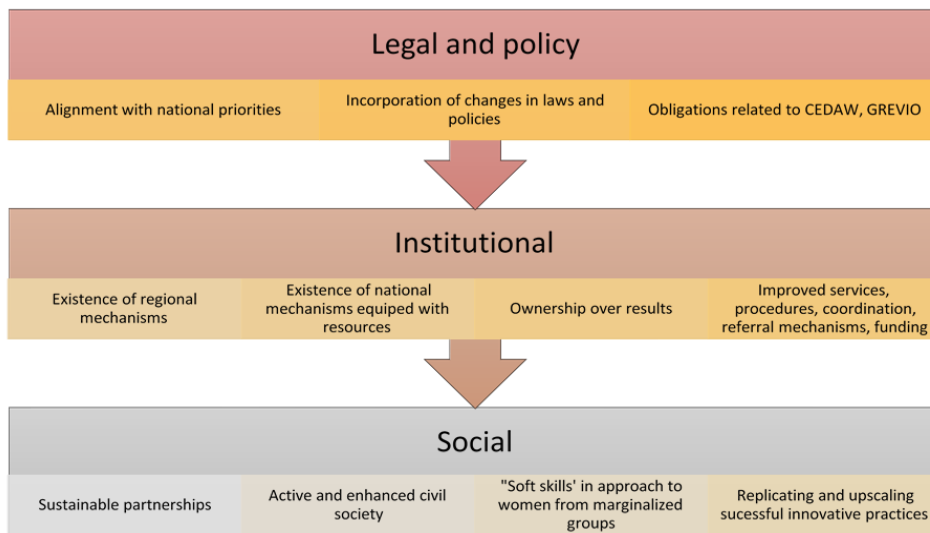 Legal and policy
Alignment with national priorities
Incorporation of changes in laws and
policies
Obligations related to CEDAW, GREVIO
Institutional
Existence of regional
mechanisms
Existence of national
mechanisms equiped with
resources
Ownership over results
Improved services,
procedures, coordination,
referral mechanisms, funding
Social
Sustainable partnerships
Active and enhanced civil
society
"Soft skills' in approach to
women from marginalized
groups
Replicating and upscaling
sucessful innovative practices